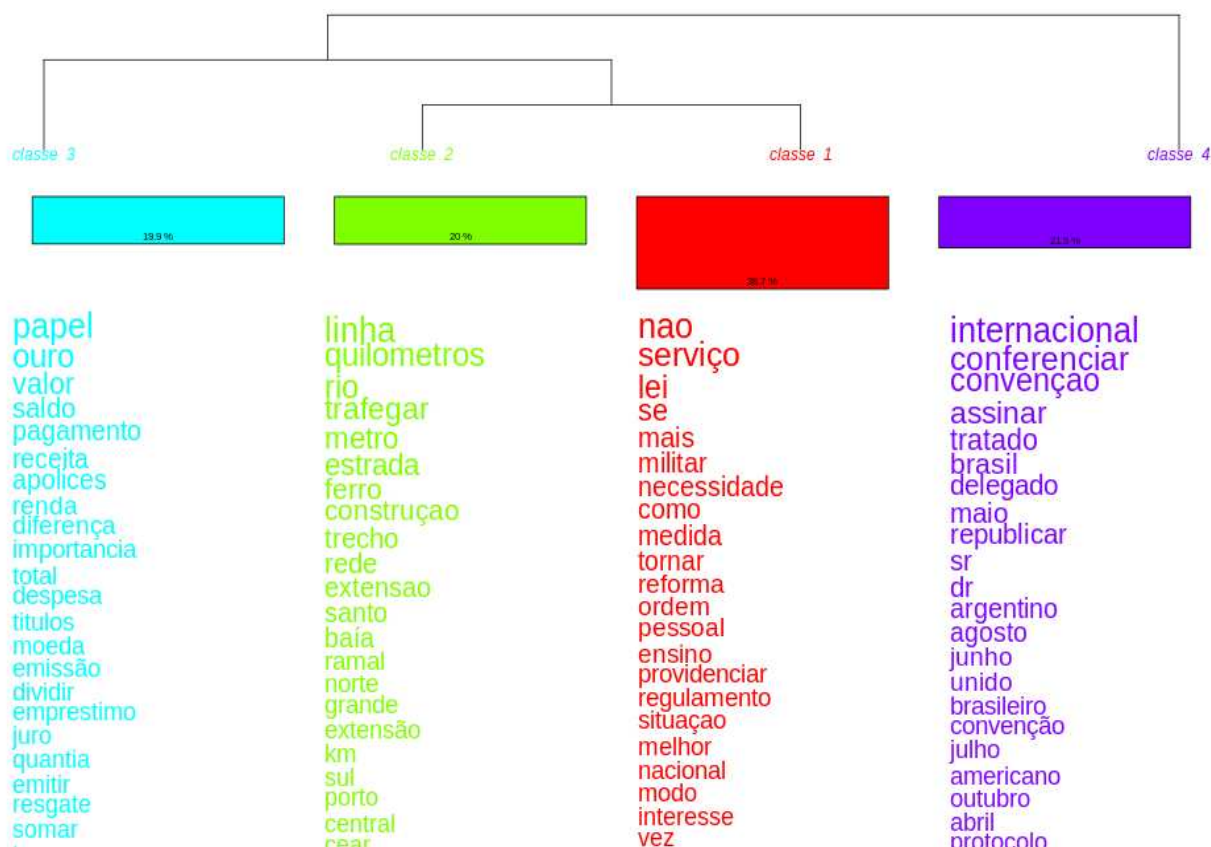 classe 3
classe 2
classe 1
classe 4
19,9 %
20 %
38,7 %
papel
ouro
valor
saldo
pagamento
receita
apolices
renda
diferença
importancia
total
despesa
titulos
moeda
emissão
dividir
emprestimo
juro
quantia
emitir
resgate
somar
linha
quilometros
rio
trafegar
metro
estrada
ferro
construçao
trecho
rede
extensao
santo
baía
ramal
norte
grande
extensão
km
sul
porto
central
cear
nao
serviço
lei
se
mais
militar
necessidade
como
medida
tornar
reforma
ordem
pessoal
ensino
providenciar
regulamento
situaçao
melhor
nacional
modo
interesse
vez
internacional
conferenciar
convençao
assinar
tratado
brasil
delegado
maio
republicar
sr
dr
argentino
agosto
junho
unido
brasileiro
convenção
julho
americano
outubro
abril
protocolo